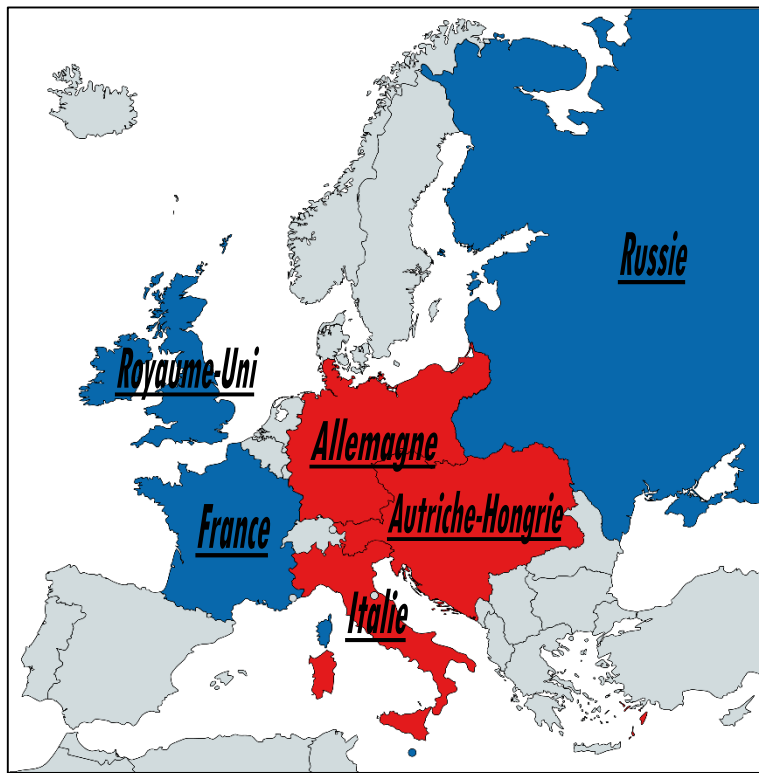 Russie
Royaume-Uni
Allemagne
Autriche-Hongrie
France
Italie